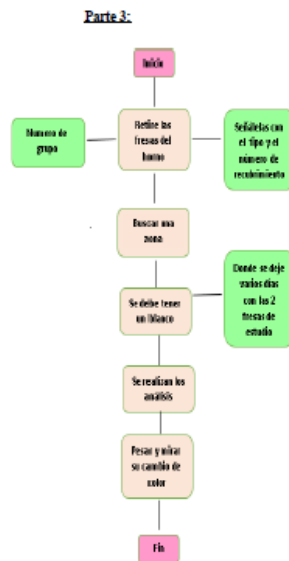 Parte 3:
Inicio
Numero de
grupo
Retire las
fresas del
horno
Señálelas con
el tipo y el
número de
recubrimiento
Buscar una
zona
Se debe tener
un blanco
Donde se deje
varios días
con las 2
fresas de
estudio
Se realizan los
análisis
Pesar y mirar
su cambio de
color
Fin